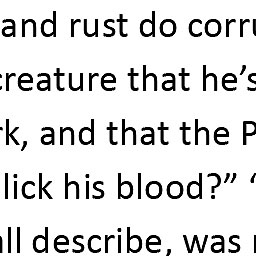 and rust do corru
creature that he's
rk, and that the P
lick his blood?” ‘
all describe, was